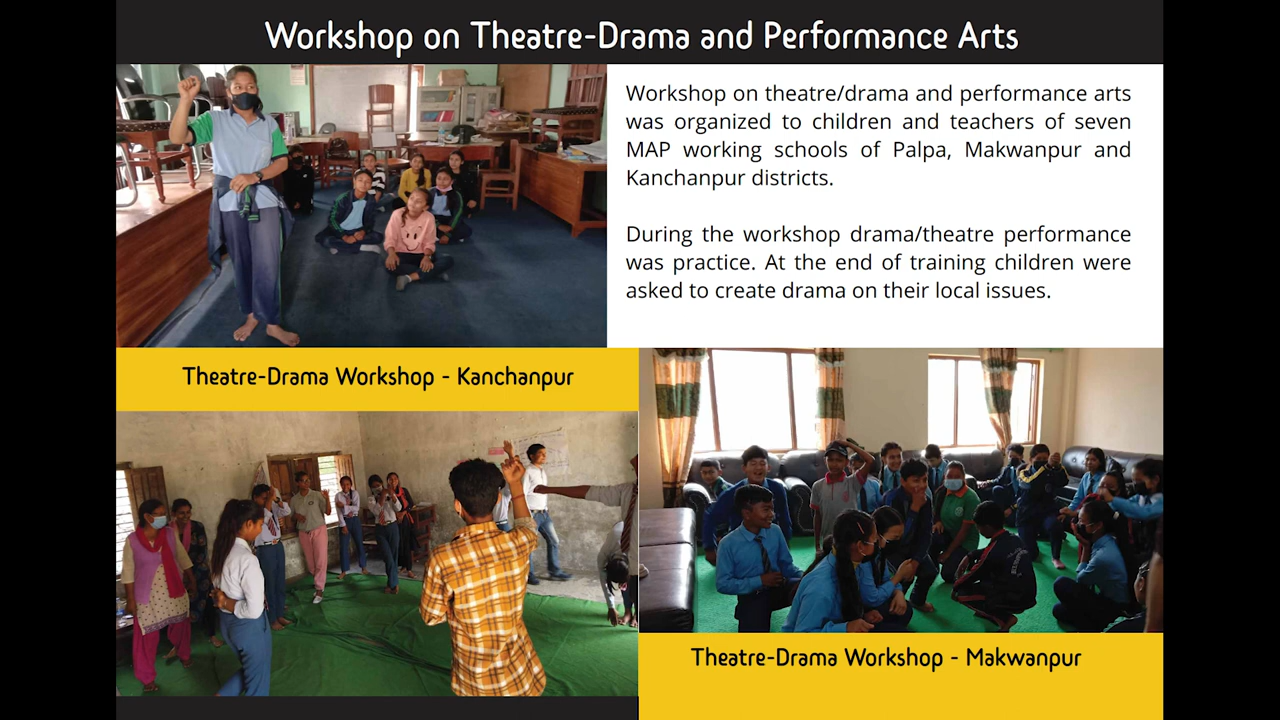 Workshop on Theatre-Drama and Performance Arts
Workshop on theatre/drama and performance arts
was organized to children and teachers of seven
MAP working schools of Palpa, Makwanpur and
Kanchanpur districts.
During the workshop drama/theatre performance
was practice. At the end of training children were
asked to create drama on their local issues.
Theatre-Drama Workshop - Kanchanpur
Theatre-Drama Workshop - Makwanpur